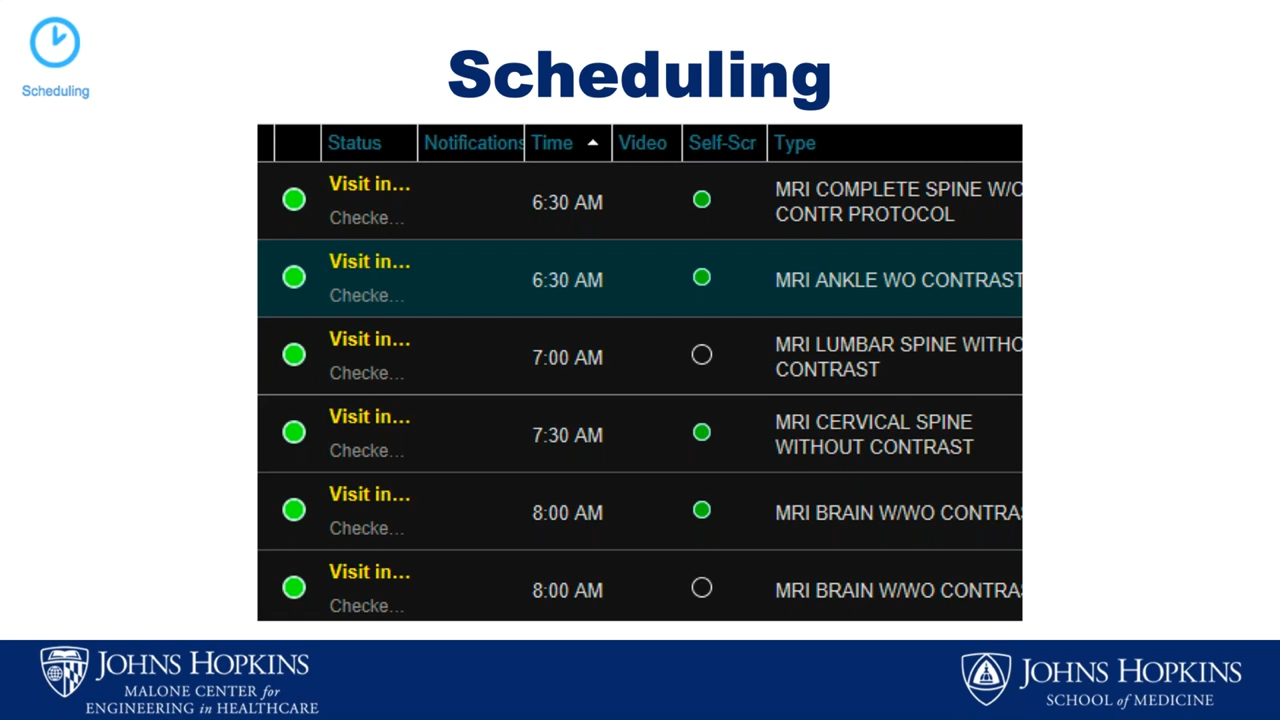 Scheduling
Scheduling
Status Notifications Time Video Self-Scr Type
Visit in...
Checke...
6:30 AM
MRI COMPLETE SPINE W/O
CONTR PROTOCOL
Visit in...
Checke...
6:30 AM
MRI ANKLE WO CONTRAST
Visit in...
Checke...
7:00 AM
MRI LUMBAR SPINE WITHO
CONTRAST
Visit in...
Checke...
7:30 AM
MRI CERVICAL SPINE
WITHOUT CONTRAST
Visit in...
Checke...
8:00 AM
MRI BRAIN W/WO CONTRA
Visit in...
Checke...
8:00 AM
MRI BRAIN W/WO CONTRA
JOHNS HOPKINS
MALONE CENTER for
ENGINEERING in HEALTHCARE
JOHNS HOPKINS
SCHOOL of MEDICINE